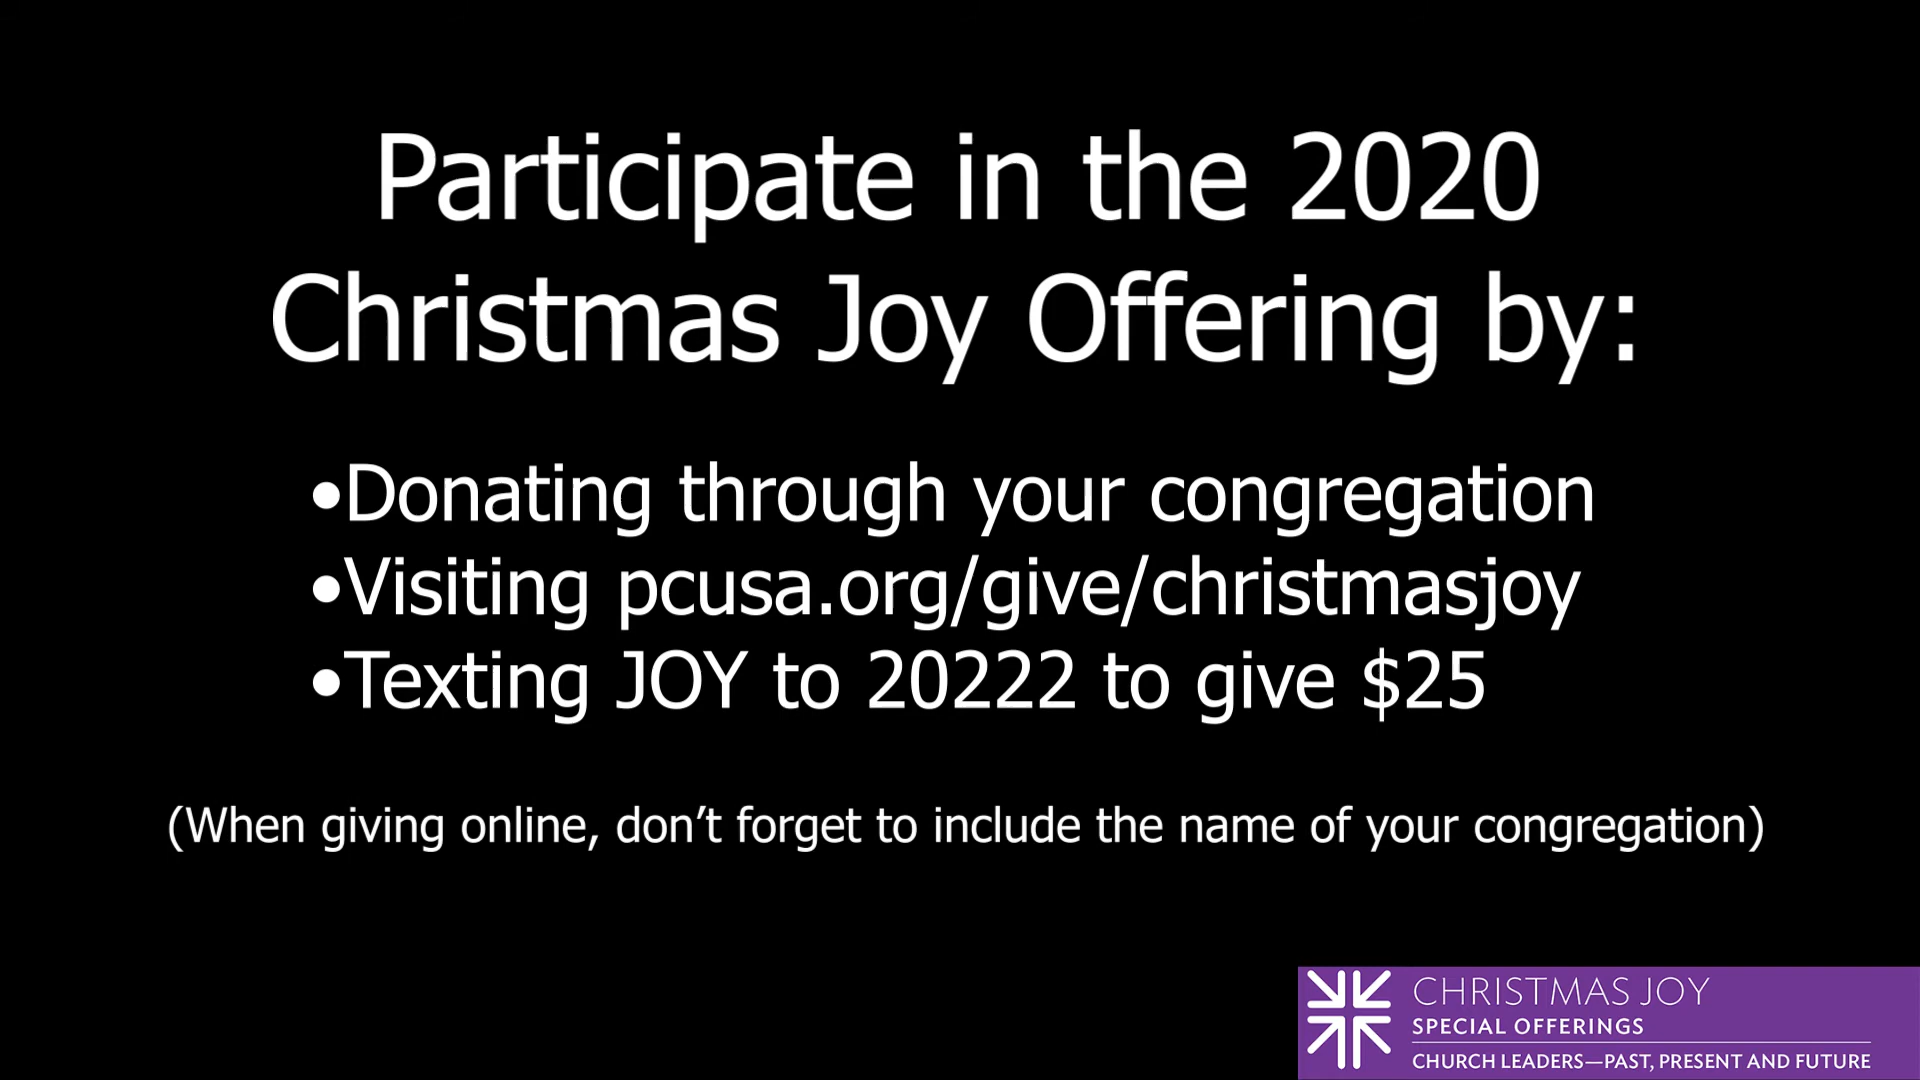 Participate in the 2020
Christmas Joy Offering by:
•Donating through your congregation
•Visiting pcusa.org/give/christmasjoy
•Texting JOY to 20222 to give $25
(When giving online, don’t forget to include the name of your congregation)
CHRISTMAS JOY
SPECIAL OFFERINGS
CHURCH LEADERS—PAST, PRESENT AND FUTURE